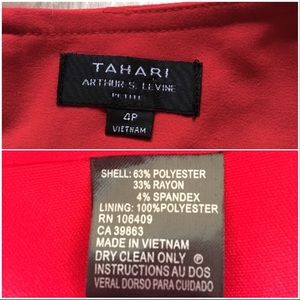 TAHARI
ARTHUR S. LEVINE
PETITE
4P
VIETNAM
SHELL: 63% POLYESTER
33% RAYON
4% SPANDEX
LINING: 100% POLYESTER
RN 106409
CA 39863
MADE IN VIETNAM
DRY CLEAN ONLY Ⓟ
INSTRUCTIONS AU DOS
VERAL DORSO PARA CUIDADO